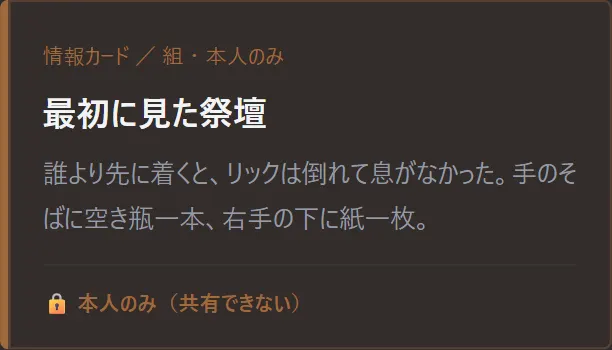 情報カード ／ 組 · 本人のみ
最初に見た祭壇
誰より先に着くと、リックは倒れて息がなかった。手のそ
ばに空き瓶一本、右手の下に紙一枚。
🔒 本人のみ（共有できない）